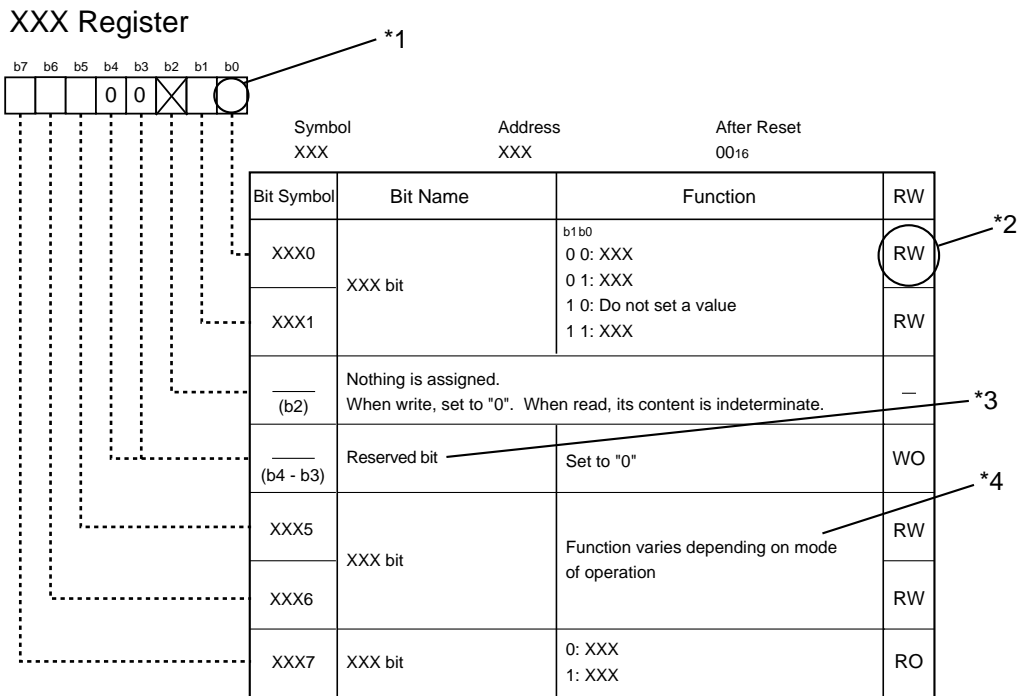 XXX Register
*1
b7 b6 b5 b4 b3 b2 b1 b0
0 0
Symbol Address After Reset
XXX XXX 0016
Bit Symbol Bit Name Function RW
XXX0
XXX bit
b1b0
0 0: XXX
0 1: XXX
1 0: Do not set a value
1 1: XXX
RW
*2
XXX1
RW
(b2)
Nothing is assigned.
When write, set to "0". When read, its content is indeterminate.
–
*3
(b4 - b3)
Reserved bit
Set to "0"
WO
*4
XXX5
XXX bit
Function varies depending on mode
of operation
RW
XXX6
RW
XXX7
XXX bit
0: XXX
1: XXX
RO